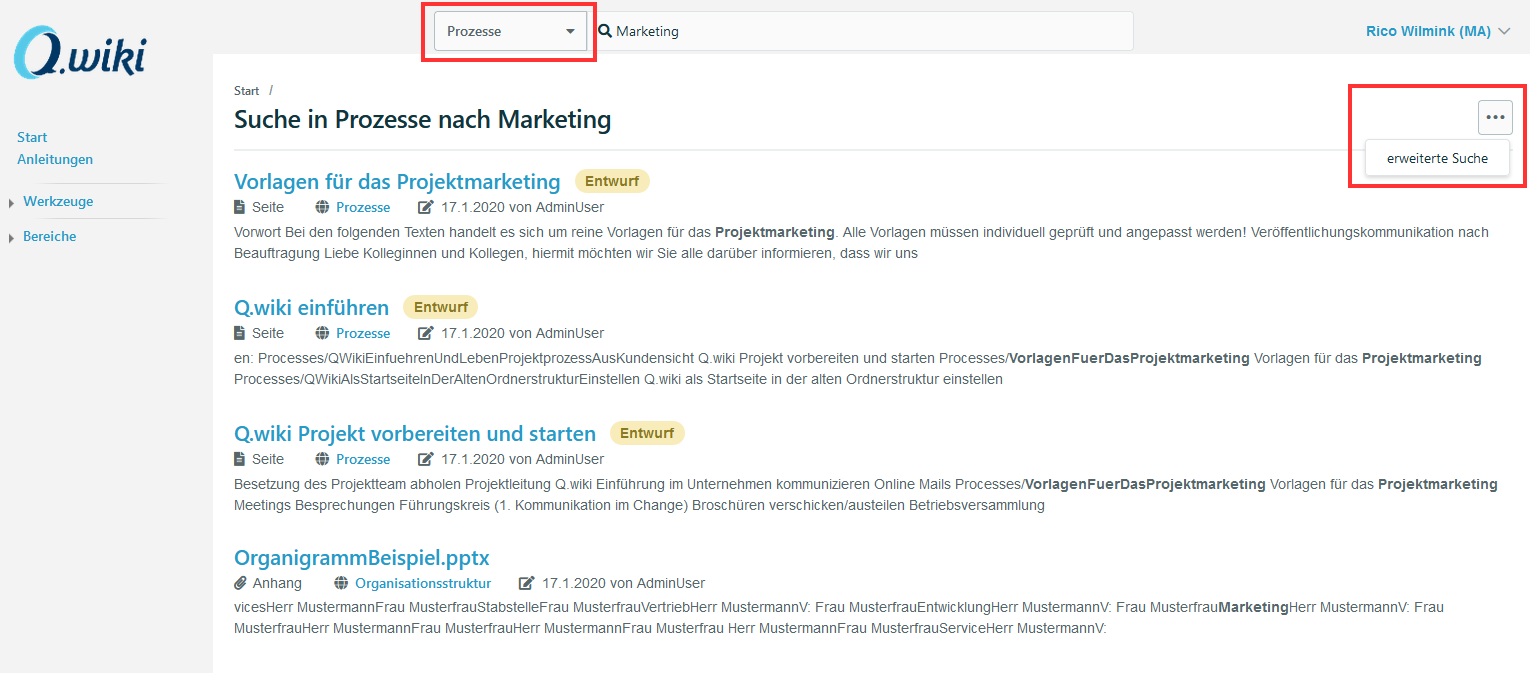 Q.wiki
Prozesse
Marketing
Rico Wilmink (MA)
Start
Anleitungen
Werkzeuge
Bereiche
Start /
Suche in Prozesse nach Marketing
...
erweiterte Suche
Vorlagen für das Projektmarketing Entwurf
Seite Prozesse 17.1.2020 von AdminUser
Vorwort Bei den folgenden Texten handelt es sich um reine Vorlagen für das Projektmarketing. Alle Vorlagen müssen individuell geprüft und angepasst werden! Veröffentlichungskommunikation nach
Beauftragung Liebe Kolleginnen und Kollegen, hiermit möchten wir Sie alle darüber informieren, dass wir uns
Q.wiki einführen Entwurf
Seite Prozesse 17.1.2020 von AdminUser
en: Processes/QWikiEinfuehrenUndLebenProjektprozessAusKundensicht Q.wiki Projekt vorbereiten und starten Processes/VorlagenFuerDasProjektmarketing Vorlagen für das Projektmarketing
Processes/QWikiAlsStartseiteInDerAltenOrdnerstrukturEinstellen Q.wiki als Startseite in der alten Ordnerstruktur einstellen
Q.wiki Projekt vorbereiten und starten Entwurf
Seite Prozesse 17.1.2020 von AdminUser
Besetzung des Projektteam abholen Projektleitung Q.wiki Einführung im Unternehmen kommunizieren Online Mails Processes/VorlagenFuerDasProjektmarketing Vorlagen für das Projektmarketing
Meetings Besprechungen Führungskreis (1. Kommunikation im Change) Broschüren verschicken/austeilen Betriebsversammlung
OrganigrammBeispiel.pptx
Anhang Organisationsstruktur 17.1.2020 von AdminUser
vicesHerr MustermannFrau MusterfrauStabstelleFrau MusterfrauVertriebHerr MustermannV: Frau MusterfrauEntwicklungHerr MustermannV: Frau MusterfrauMarketingHerr MustermannV: Frau
MusterfrauHerr MustermannFrau MusterfrauHerr MustermannFrau Musterfrau Herr MustermannFrau MusterfrauServiceHerr MustermannV: